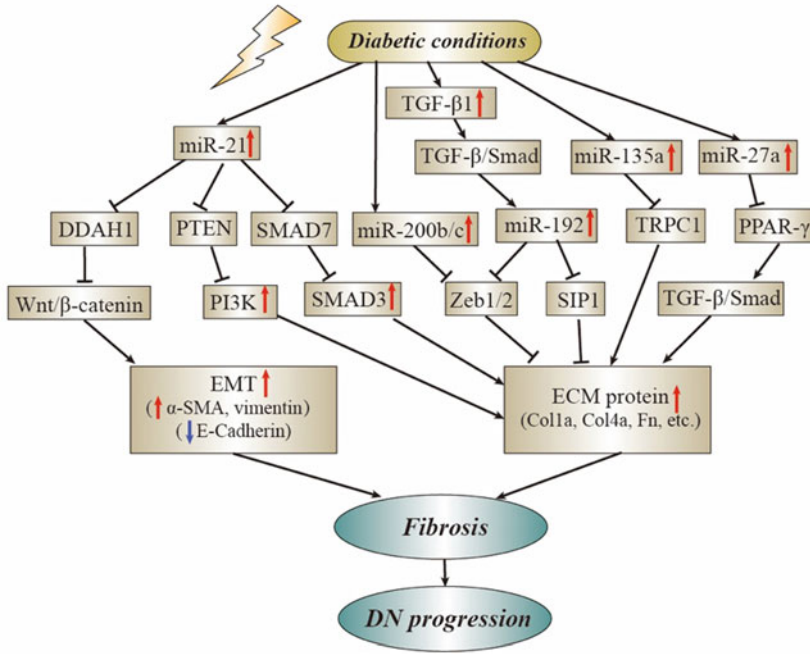 Diabetic conditions
TGF-β1
miR-21
TGF-β/Smad
miR-135a
miR-27a
DDAH1
PTEN
SMAD7
miR-200b/c
miR-192
TRPC1
PPAR-γ
Wnt/β-catenin
PI3K
SMAD3
Zeb1/2
SIP1
TGF-β/Smad
EMT
(↑ α-SMA, vimentin)
(↓E-Cadherin)
ECM protein
(Col1a, Col4a, Fn, etc.)
Fibrosis
DN progression